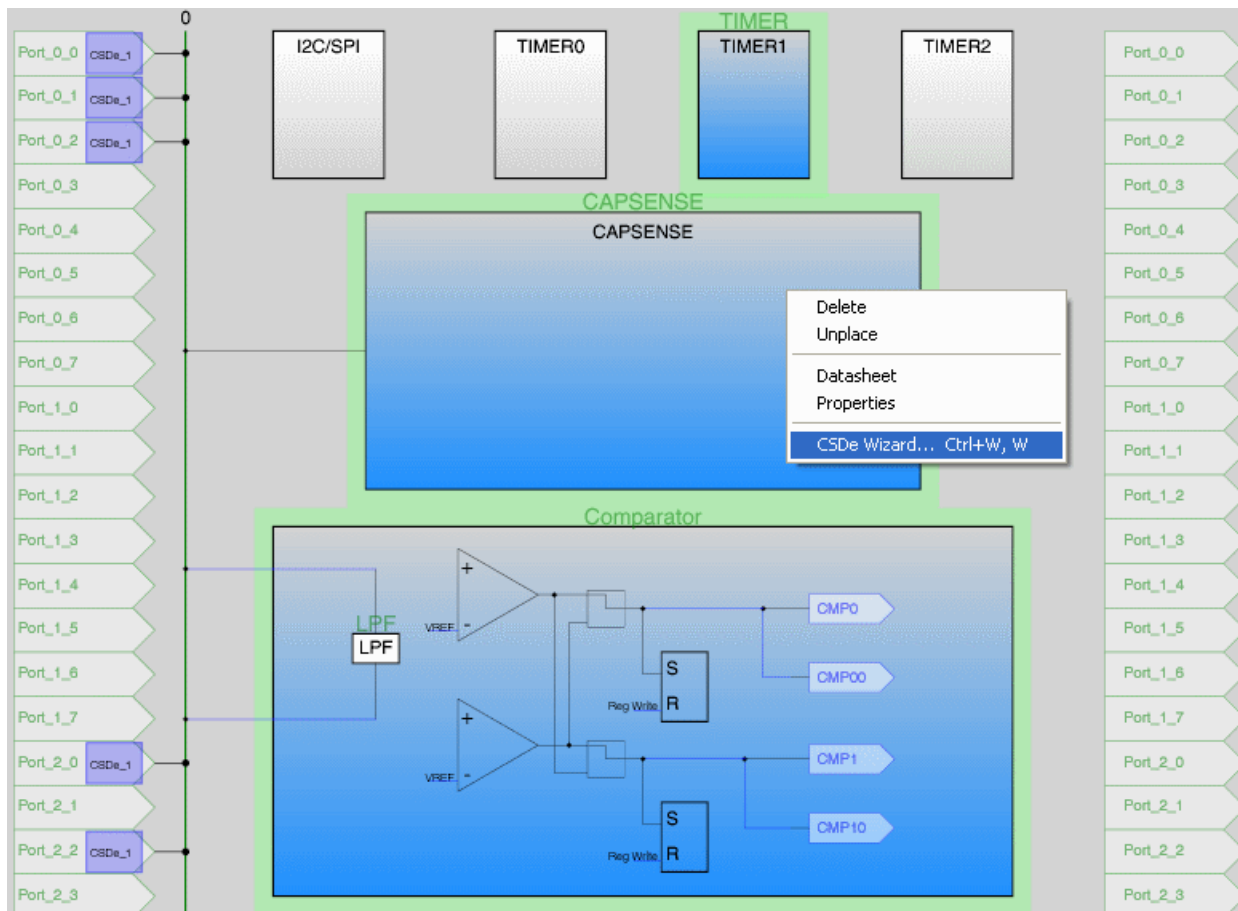 0
TIMER
I2C/SPI
TIMER0
TIMER1
TIMER2
Port_0_0
CSDe_1
Port_0_1
CSDe_1
Port_0_2
CSDe_1
Port_0_3
Port_0_4
Port_0_5
Port_0_6
Port_0_7
Port_1_0
Port_1_1
Port_1_2
Port_1_3
Port_1_4
Port_1_5
Port_1_6
Port_1_7
Port_2_0
CSDe_1
Port_2_1
Port_2_2
CSDe_1
Port_2_3
CAPSENSE
CAPSENSE
Delete
Unplace
Datasheet
Properties
CSDe Wizard... Ctrl+W, W
Comparator
LPF
LPF
+
VREF -
CMP0
CMP00
S
Reg Write R
+
VREF -
CMP1
CMP10
S
Reg Write R
Port_0_0
Port_0_1
Port_0_2
Port_0_3
Port_0_4
Port_0_5
Port_0_6
Port_0_7
Port_1_0
Port_1_1
Port_1_2
Port_1_3
Port_1_4
Port_1_5
Port_1_6
Port_1_7
Port_2_0
Port_2_1
Port_2_2
Port_2_3